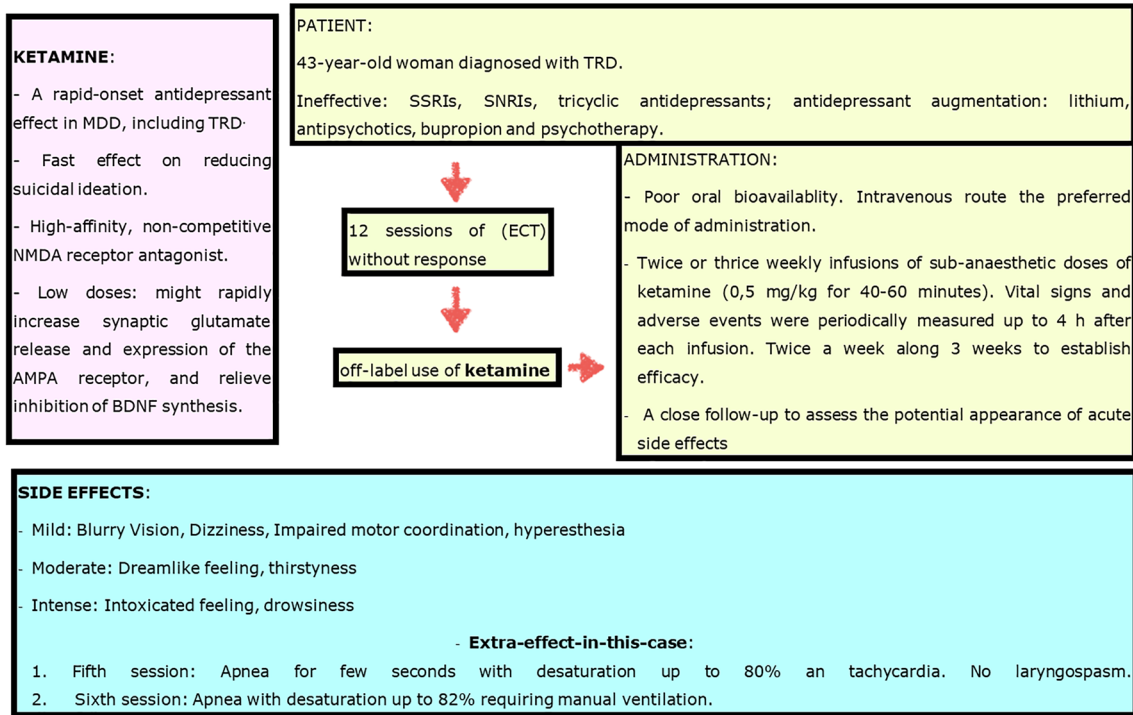 KETAMINE:
- A rapid-onset antidepressant
effect in MDD, including TRD.
- Fast effect on reducing
suicidal ideation.
- High-affinity, non-competitive
NMDA receptor antagonist.
- Low doses: might rapidly
increase synaptic glutamate
release and expression of the
AMPA receptor, and relieve
inhibition of BDNF synthesis.
PATIENT:
43-year-old woman diagnosed with TRD.
Ineffective: SSRIs, SNRIs, tricyclic antidepressants; antidepressant augmentation: lithium,
antipsychotics, bupropion and psychotherapy.
12 sessions of (ECT)
without response
off-label use of ketamine
ADMINISTRATION:
- Poor oral bioavailablity. Intravenous route the preferred
mode of administration.
- Twice or thrice weekly infusions of sub-anaesthetic doses of
ketamine (0,5 mg/kg for 40-60 minutes). Vital signs and
adverse events were periodically measured up to 4 h after
each infusion. Twice a week along 3 weeks to establish
efficacy.
- A close follow-up to assess the potential appearance of acute
side effects
SIDE EFFECTS:
- Mild: Blurry Vision, Dizziness, Impaired motor coordination, hyperesthesia
- Moderate: Dreamlike feeling, thirstyness
- Intense: Intoxicated feeling, drowsiness
- Extra-effect-in-this-case:
1. Fifth session: Apnea for few seconds with desaturation up to 80% an tachycardia. No laryngospasm.
2. Sixth session: Apnea with desaturation up to 82% requiring manual ventilation.